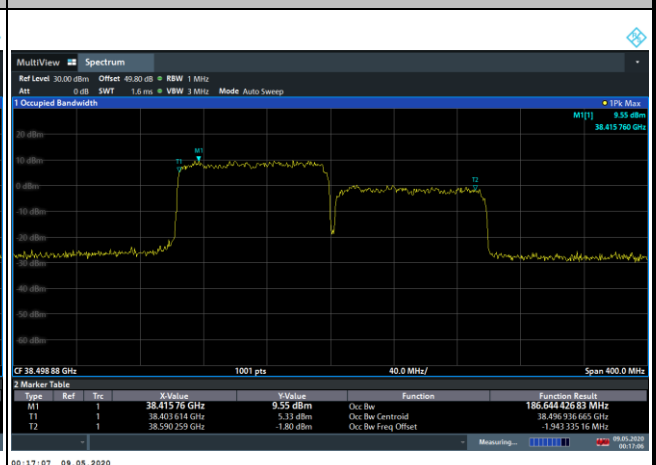 MultiView Spectrum
Ref Level 30.00 dBm Offset 49.80 dB RBW 1 MHz
Att 0 dB SWT 1.6 ms VBW 3 MHz Mode Auto Sweep
1 Occupied Bandwidth 1Pk Max
M1[1] 9.55 dBm
38.415 760 GHz
20 dBm
M1
10 dBm
T1
T2
0 dBm
-10 dBm
-20 dBm
-30 dBm
-40 dBm
-50 dBm
-60 dBm
CF 38.498 88 GHz 1001 pts 40.0 MHz/ Span 400.0 MHz
2 Marker Table
Type Ref Trc X-Value Y-Value Function Function Result
M1 1 38.415 76 GHz 9.55 dBm Occ Bw 186.644 426 83 MHz
T1 1 38.403 614 GHz 5.33 dBm Occ Bw Centroid 38.496 936 665 GHz
T2 1 38.590 259 GHz -1.80 dBm Occ Bw Freq Offset -1.943 335 16 MHz
Measuring... 09.05.2020
00:17:06
00:17:07 09.05.2020